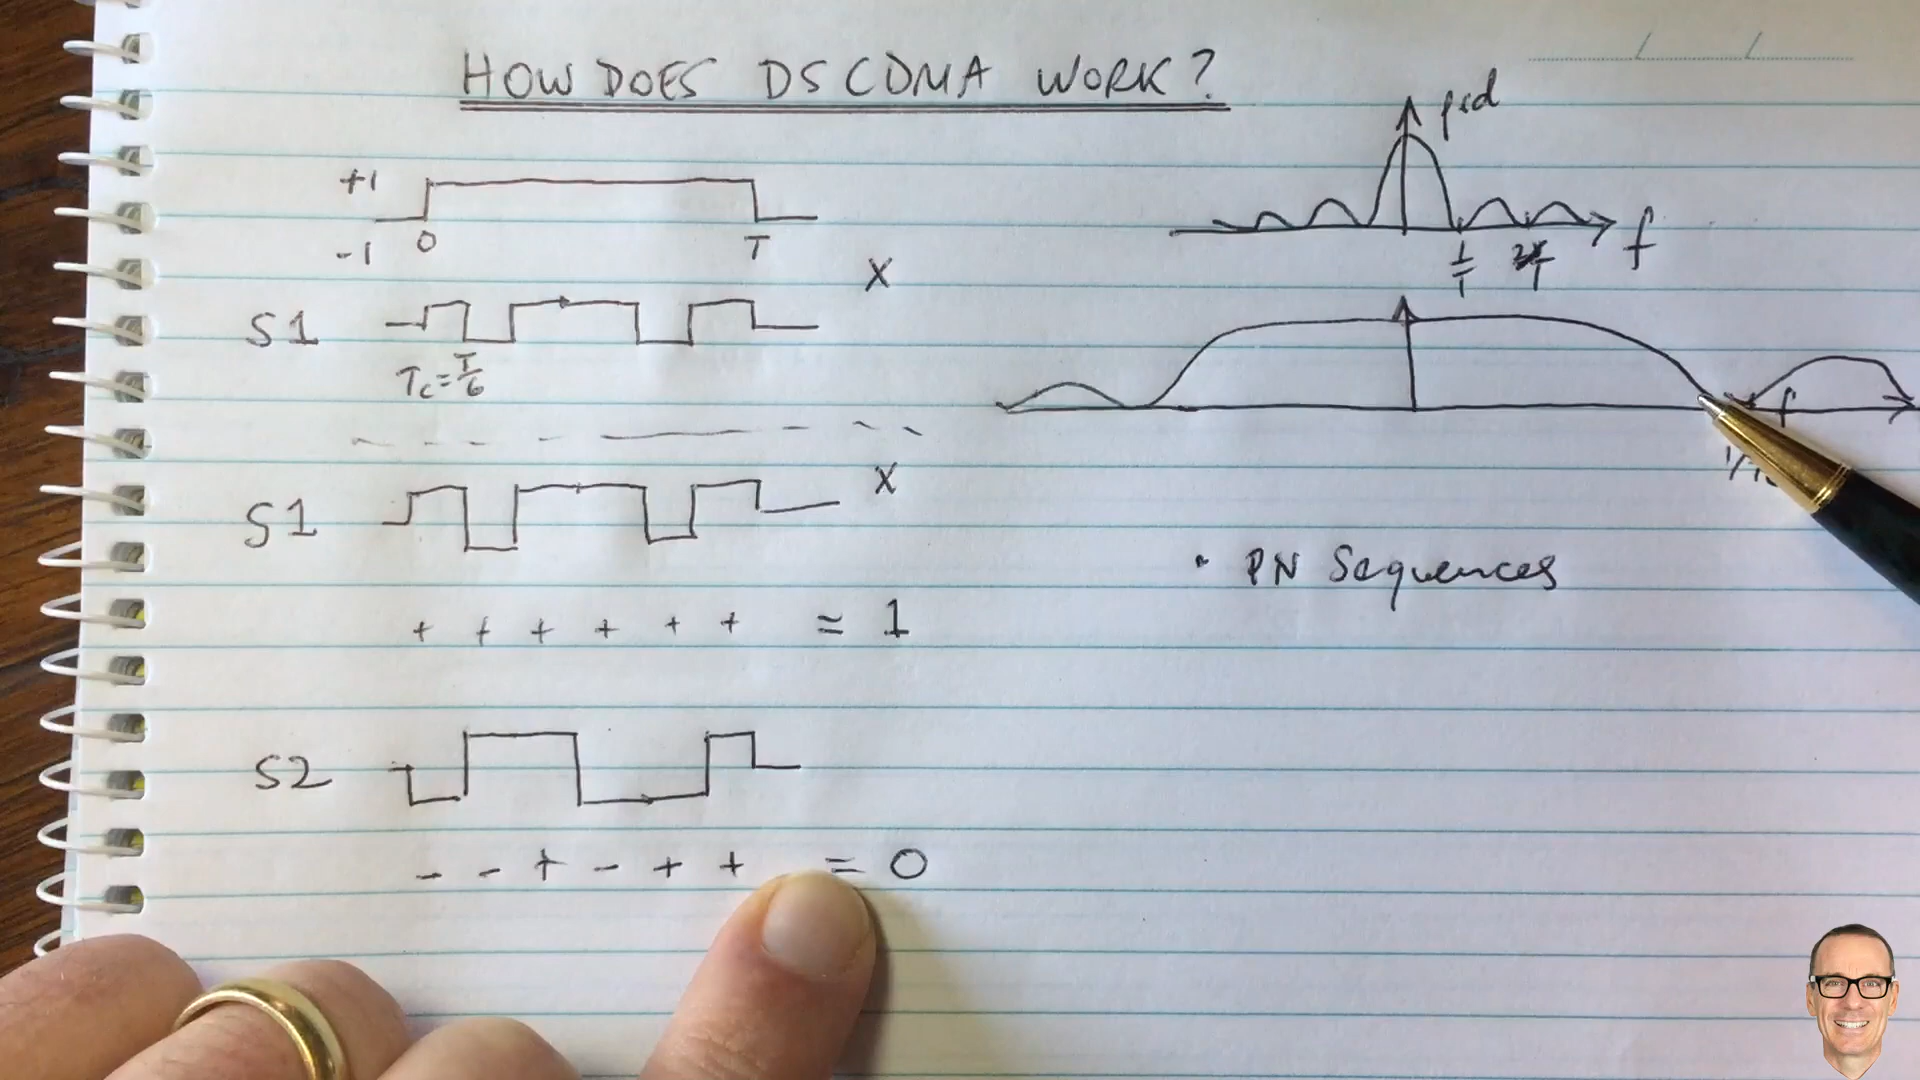 HOW DOES DS CDMA WORK?
psd
+1
-1 0 T
X
f
1/T 2/T
S1
Tc = T/6
f
X
S1
• PN Sequences
+ + + + + + = 1
S2
- - + - + + = 0